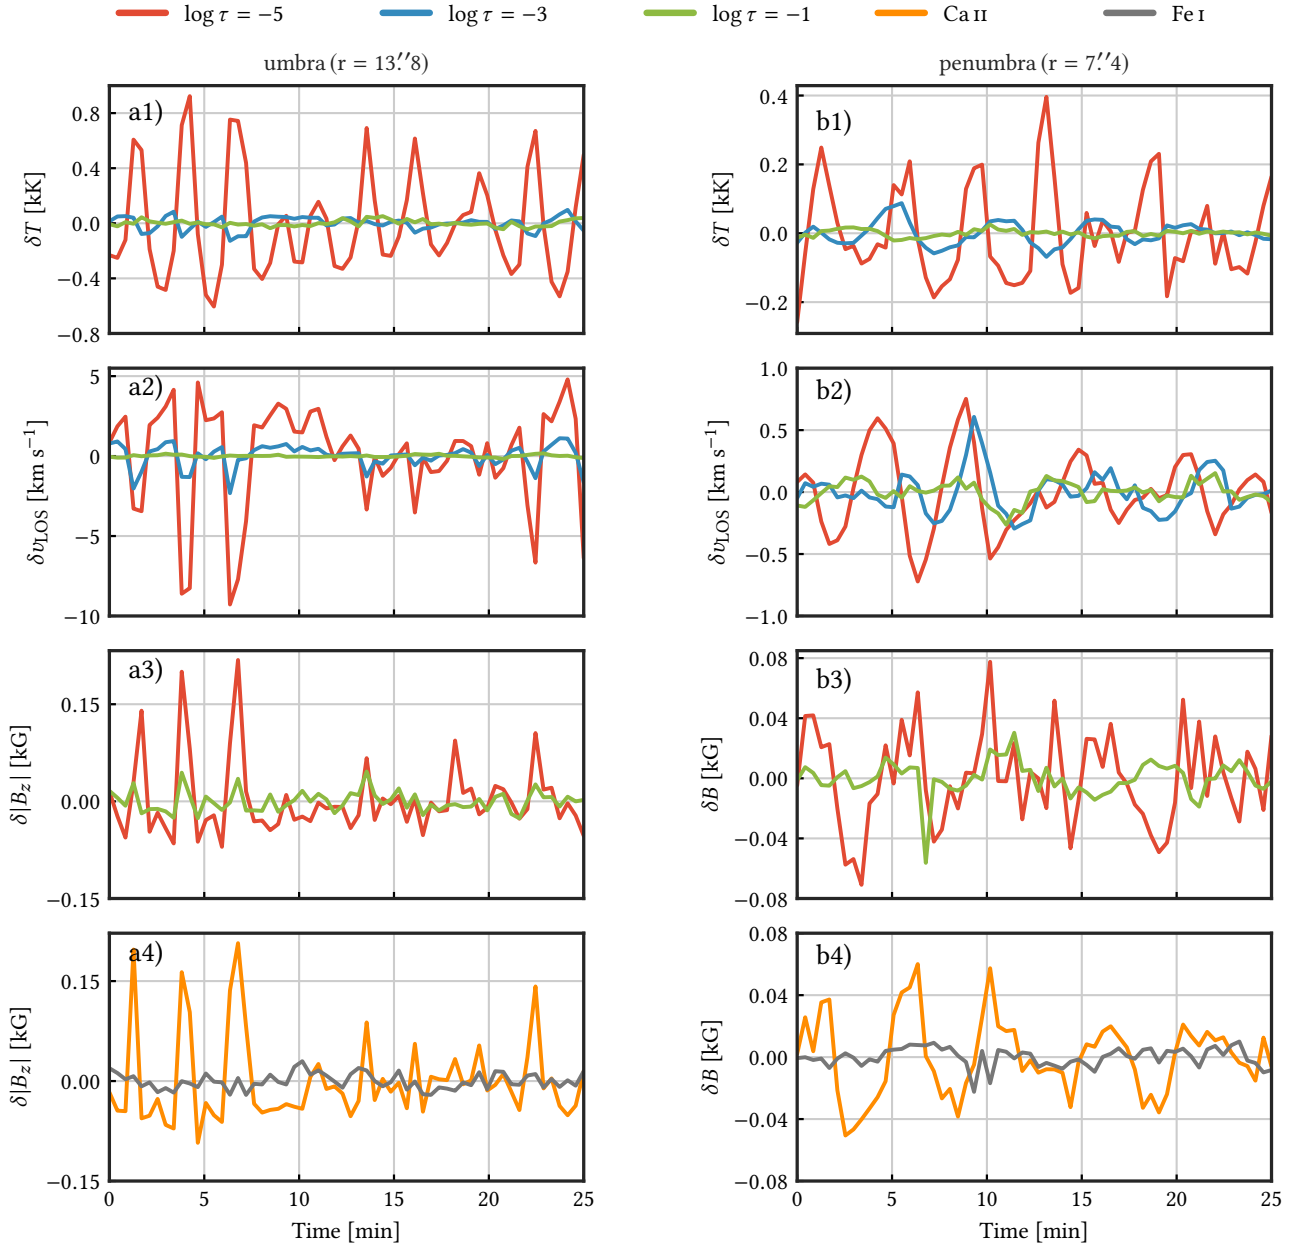 log τ = −5 log τ = −3 log τ = −1 Ca II Fe I
umbra (r = 13.″8) penumbra (r = 7.″4)
a1)
0.8
0.4
0.0
−0.4
−0.8
δT [kK]
b1)
0.4
0.2
0.0
−0.2
δT [kK]
a2)
5
0
−5
−10
δv_LOS [km s⁻¹]
b2)
1.0
0.5
0.0
−0.5
−1.0
δv_LOS [km s⁻¹]
a3)
0.15
0.00
−0.15
δ|B_z| [kG]
b3)
0.08
0.04
0.00
−0.04
−0.08
δB [kG]
a4)
0.15
0.00
−0.15
δ|B_z| [kG]
0 5 10 15 20 25
Time [min]
b4)
0.08
0.04
0.00
−0.04
−0.08
δB [kG]
0 5 10 15 20 25
Time [min]